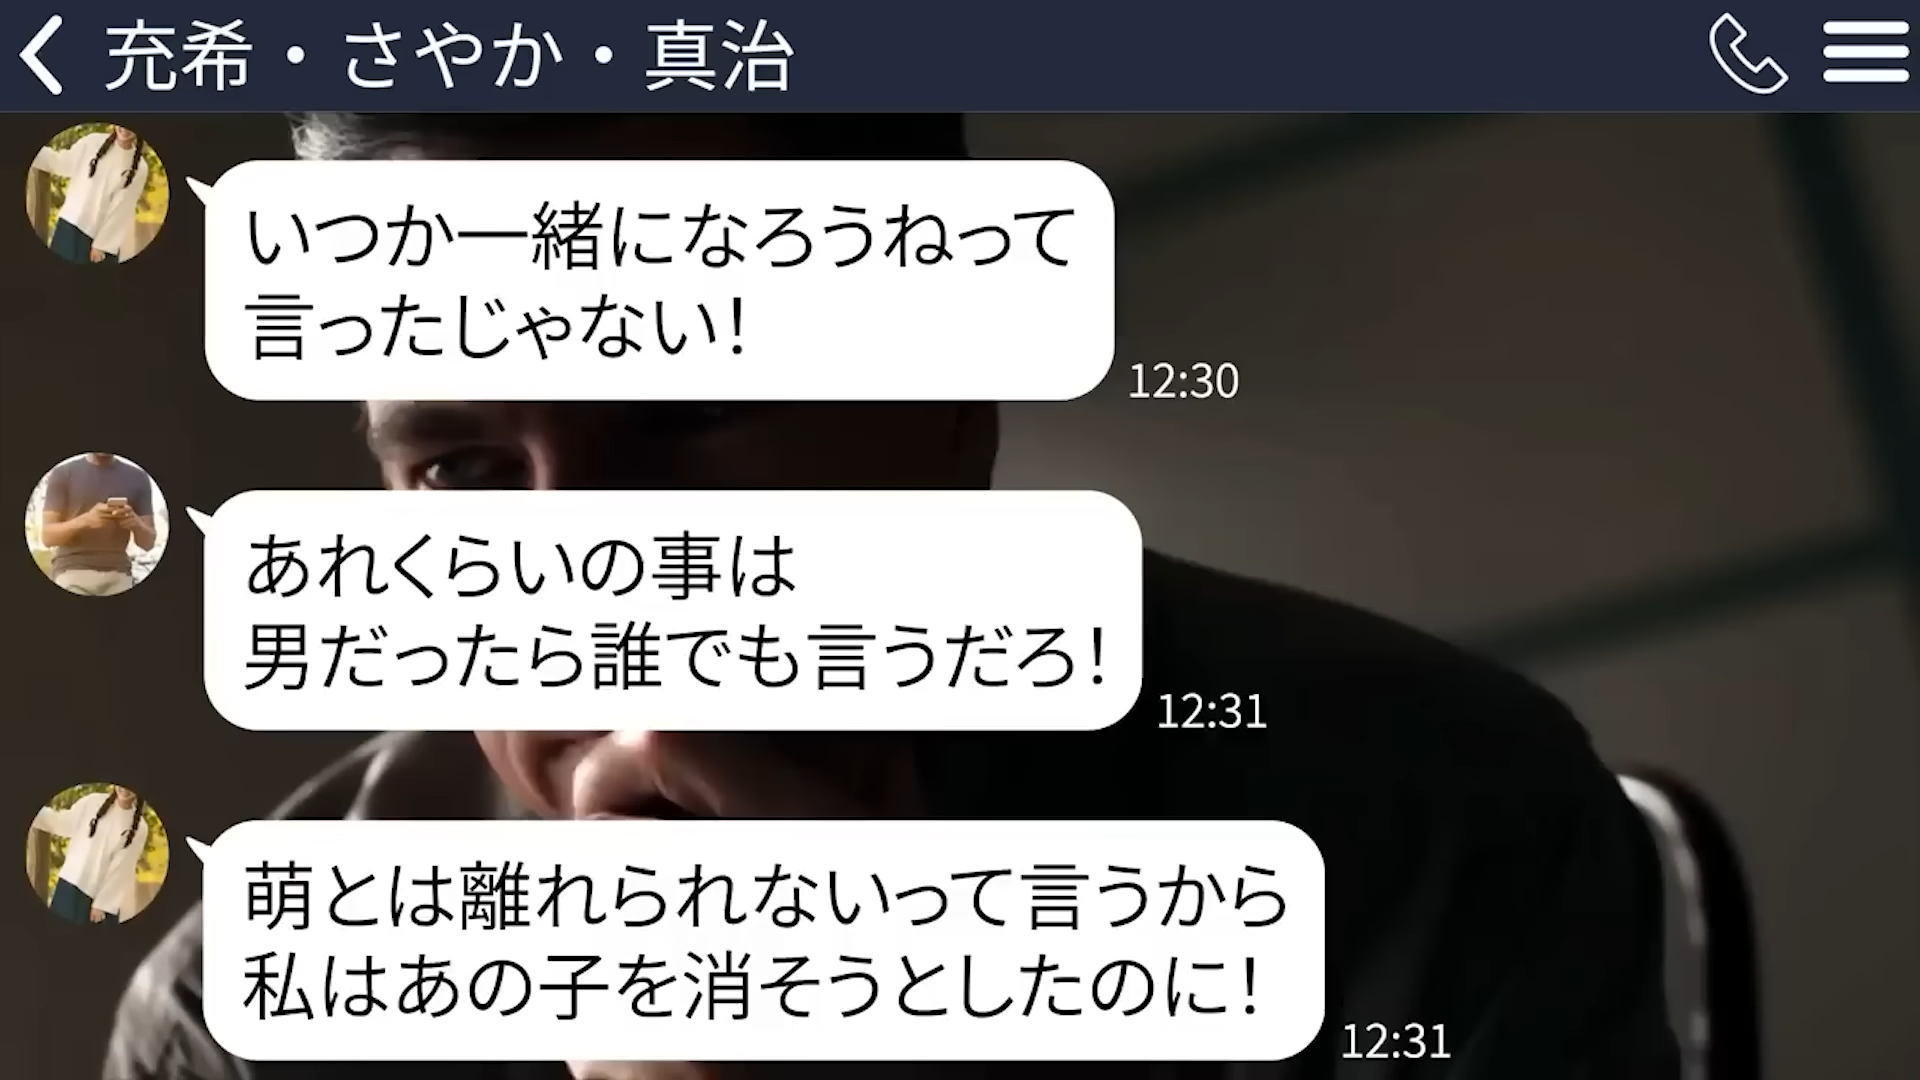 充希・さやか・真治
いつか一緒になろうねって
言ったじゃない!
12:30
あれくらいの事は
男だったら誰でも言うだろ!
12:31
萌とは離れられないって言うから
私はあの子を消そうとしたのに!
12:31